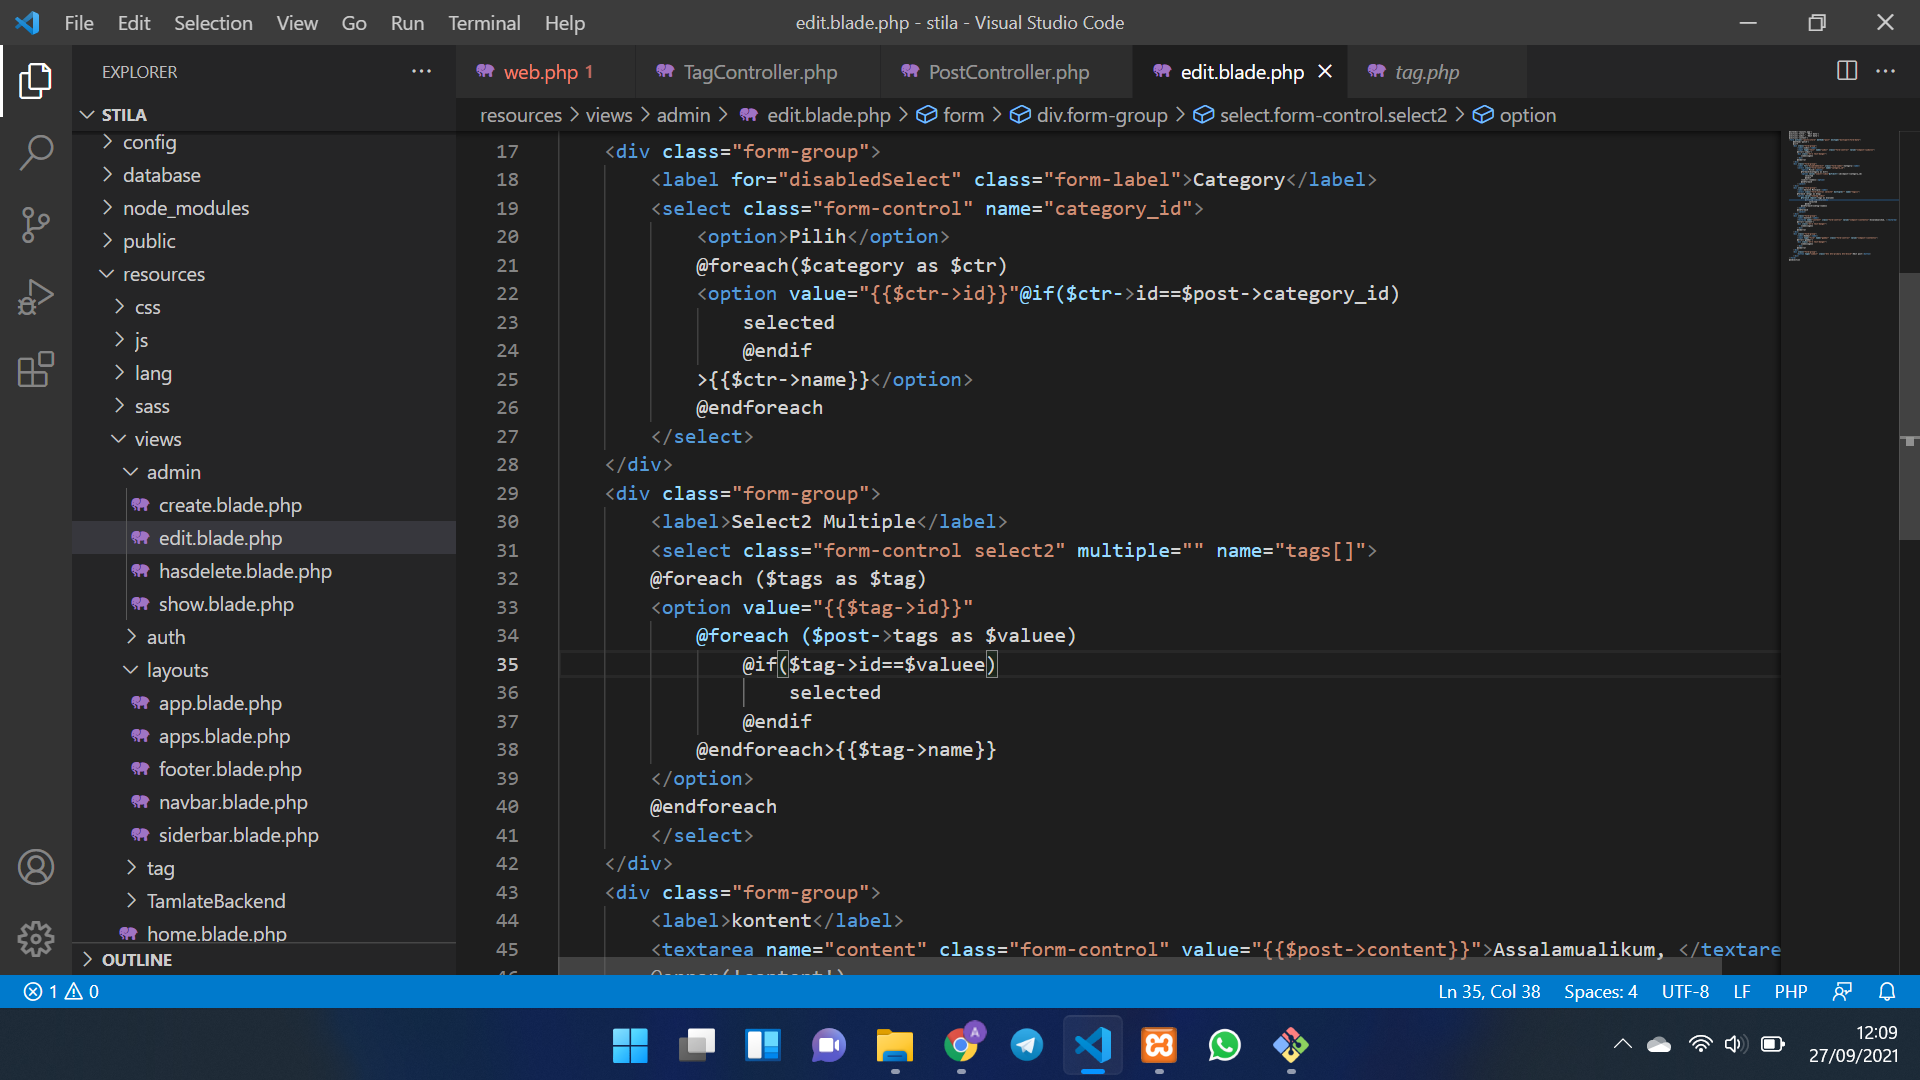 File Edit Selection View Go Run Terminal Help
edit.blade.php - stila - Visual Studio Code
EXPLORER
web.php 1
TagController.php
PostController.php
edit.blade.php
tag.php
STILA
config
database
node_modules
public
resources
css
js
lang
sass
views
admin
create.blade.php
edit.blade.php
hasdelete.blade.php
show.blade.php
auth
layouts
app.blade.php
apps.blade.php
footer.blade.php
navbar.blade.php
siderbar.blade.php
tag
TamlateBackend
home.blade.php
OUTLINE
resources > views > admin > edit.blade.php > form > div.form-group > select.form-control.select2 > option
17 <div class="form-group">
18 <label for="disabledSelect" class="form-label">Category</label>
19 <select class="form-control" name="category_id">
20 <option>Pilih</option>
21 @foreach($category as $ctr)
22 <option value="{{$ctr->id}}"@if($ctr->id==$post->category_id)
23 selected
24 @endif
25 >{{$ctr->name}}</option>
26 @endforeach
27 </select>
28 </div>
29 <div class="form-group">
30 <label>Select2 Multiple</label>
31 <select class="form-control select2" multiple="" name="tags[]">
32 @foreach ($tags as $tag)
33 <option value="{{$tag->id}}"
34 @foreach ($post->tags as $valuee)
35 @if($tag->id==$valuee)
36 selected
37 @endif
38 @endforeach>{{$tag->name}}
39 </option>
40 @endforeach
41 </select>
42 </div>
43 <div class="form-group">
44 <label>kontent</label>
45 <textarea name="content" class="form-control" value="{{$post->content}}">Assalamualikum, </textare
1 0
Ln 35, Col 38 Spaces: 4 UTF-8 LF PHP
A
12:09
27/09/2021